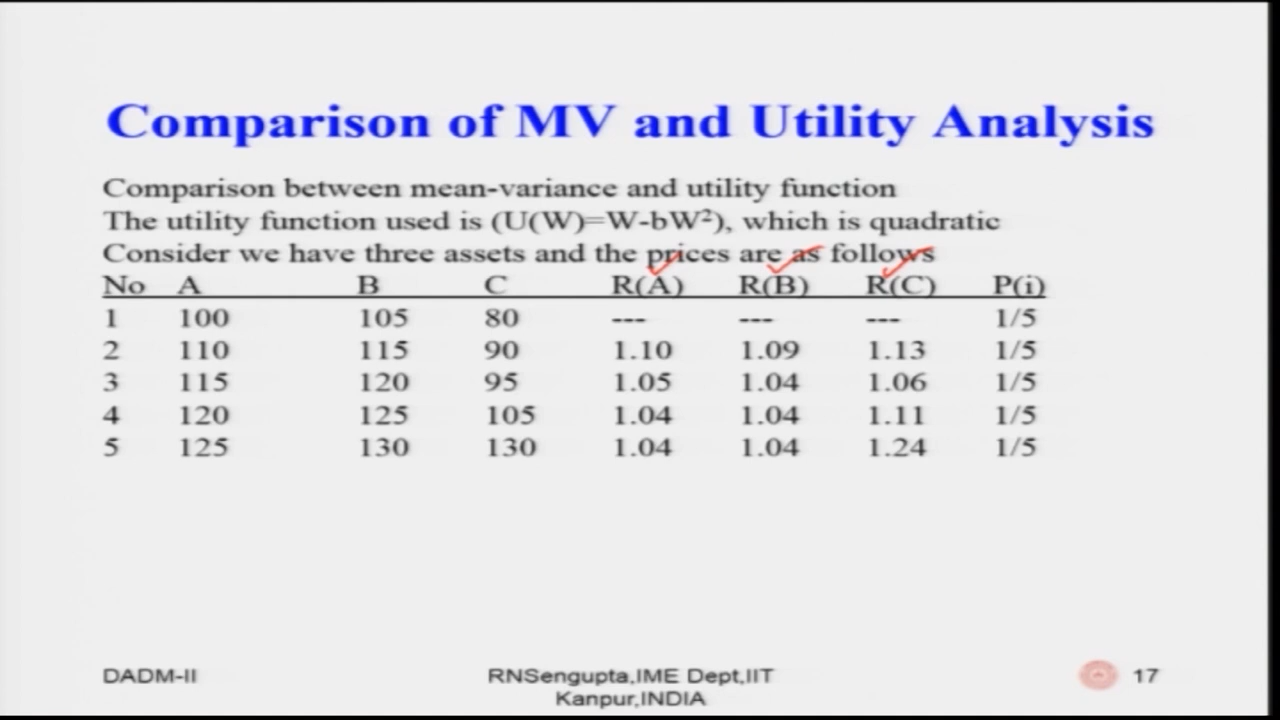 Comparison of MV and Utility Analysis
Comparison between mean-variance and utility function
The utility function used is (U(W)=W-bW²), which is quadratic
Consider we have three assets and the prices are as follows
No A B C R(A) R(B) R(C) P(i)
1 100 105 80 --- --- --- 1/5
2 110 115 90 1.10 1.09 1.13 1/5
3 115 120 95 1.05 1.04 1.06 1/5
4 120 125 105 1.04 1.04 1.11 1/5
5 125 130 130 1.04 1.04 1.24 1/5
DADM-II RNSengupta,IME Dept,IIT 17
Kanpur,INDIA